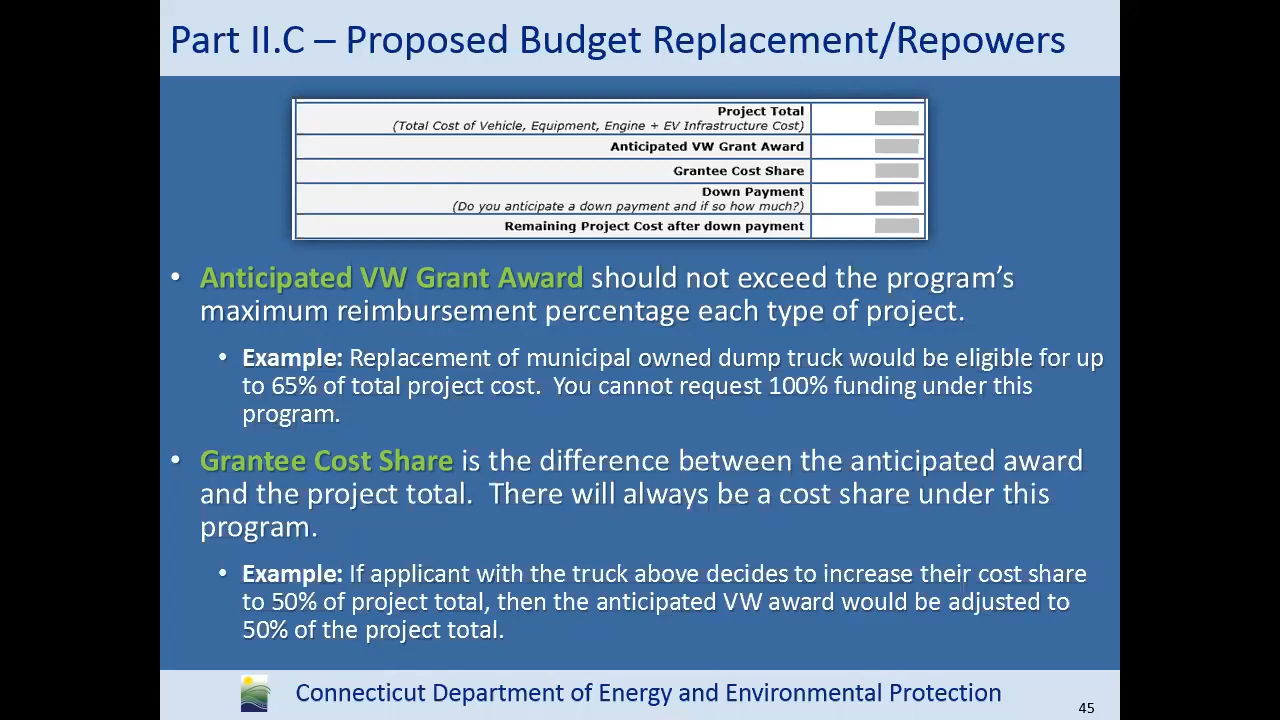 Part II.C – Proposed Budget Replacement/Repowers
Project Total
(Total Cost of Vehicle, Equipment, Engine + EV Infrastructure Cost)
Anticipated VW Grant Award
Grantee Cost Share
Down Payment
(Do you anticipate a down payment and if so how much?)
Remaining Project Cost after down payment
• Anticipated VW Grant Award should not exceed the program’s
maximum reimbursement percentage each type of project.
• Example: Replacement of municipal owned dump truck would be eligible for up
to 65% of total project cost.  You cannot request 100% funding under this
program.
• Grantee Cost Share is the difference between the anticipated award
and the project total.  There will always be a cost share under this
program.
• Example: If applicant with the truck above decides to increase their cost share
to 50% of project total, then the anticipated VW award would be adjusted to
50% of the project total.
Connecticut Department of Energy and Environmental Protection
45